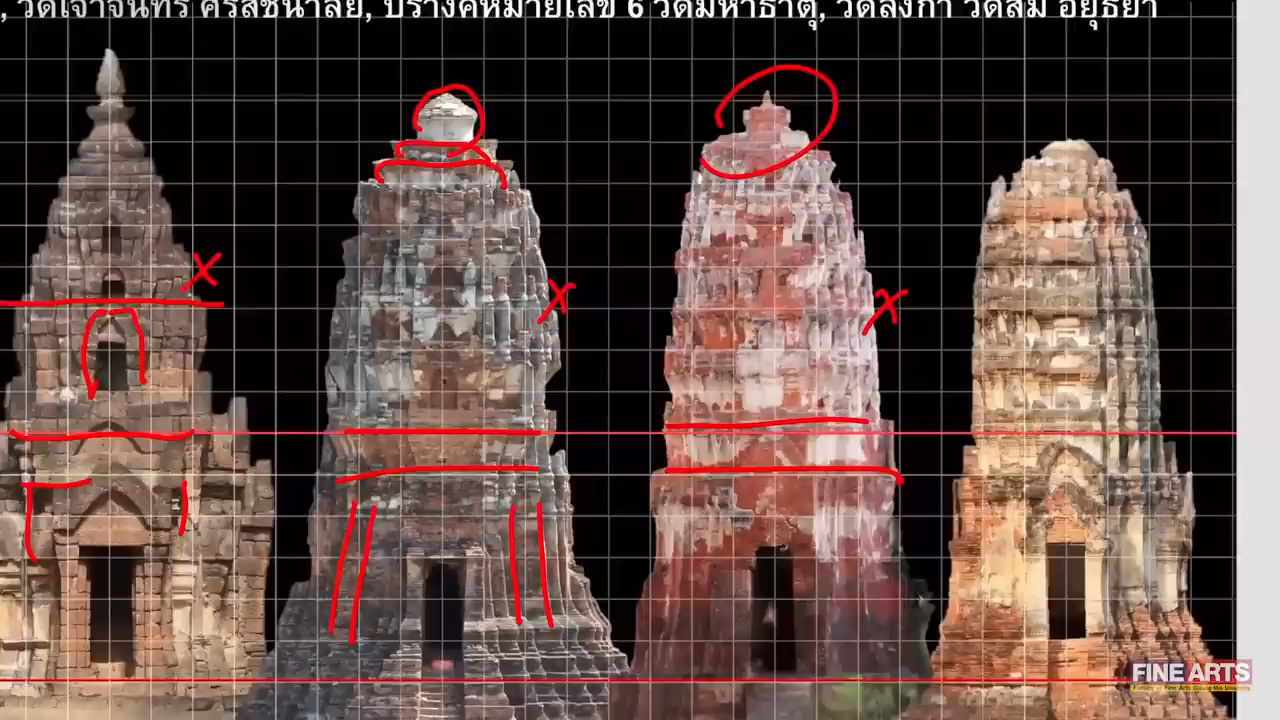 , วัดเจ้าจันทร์ ศรีสัชนาลัย, ปรางค์หมายเลข 6 วัดมหาธาตุ, วัดลังกา วัดส้ม อยุธยา
FINE ARTS